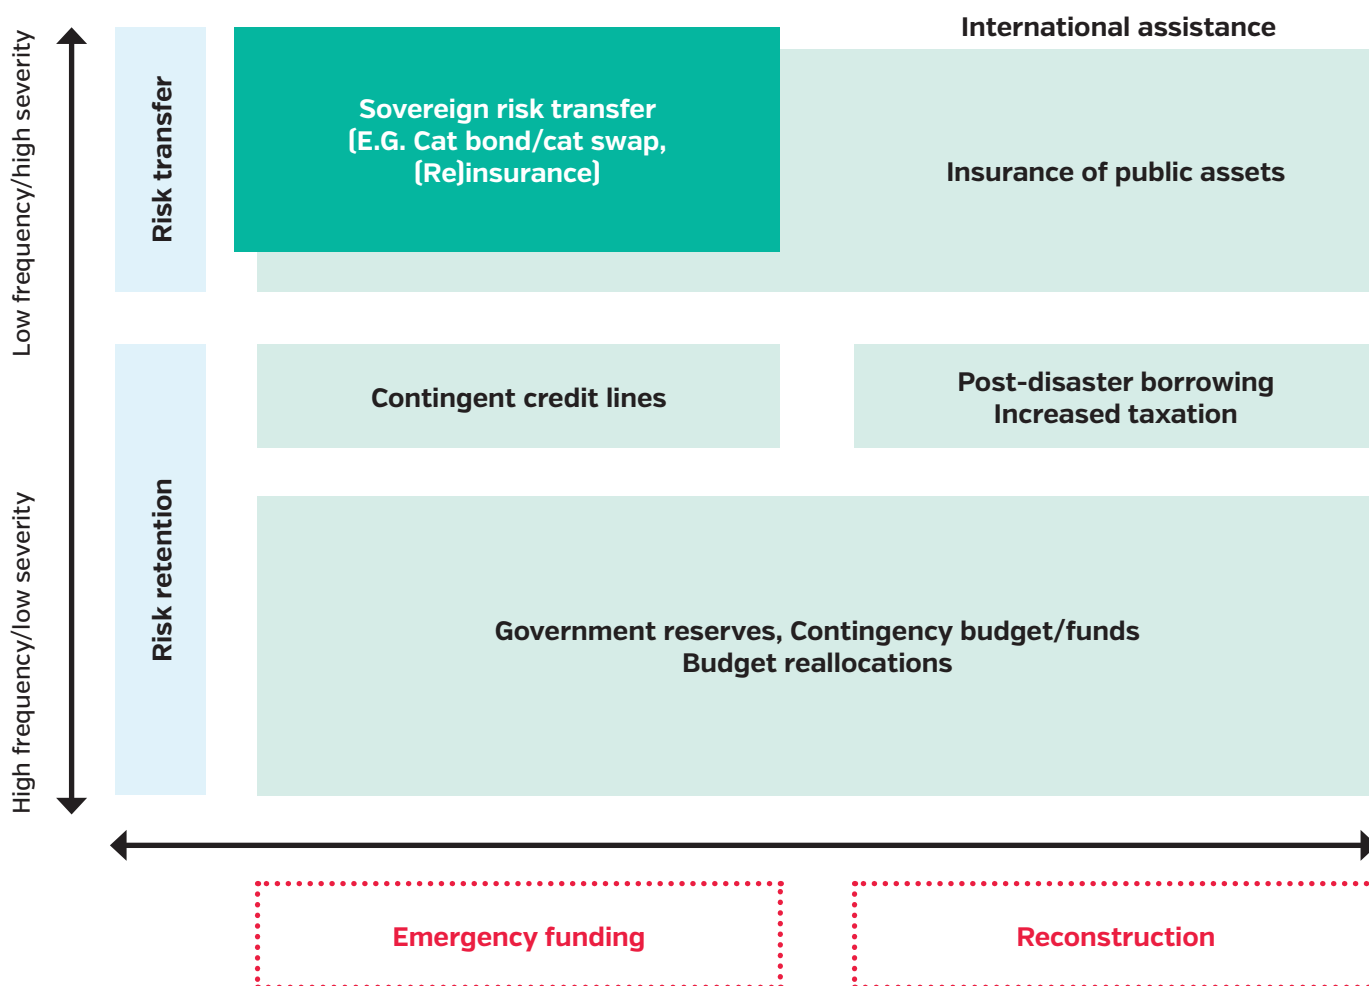 International assistance
Low frequency/high severity
Risk transfer
Sovereign risk transfer
(E.G. Cat bond/cat swap,
(Re)insurance)
Insurance of public assets
Contingent credit lines
Post-disaster borrowing
Increased taxation
High frequency/low severity
Risk retention
Government reserves, Contingency budget/funds
Budget reallocations
Emergency funding
Reconstruction